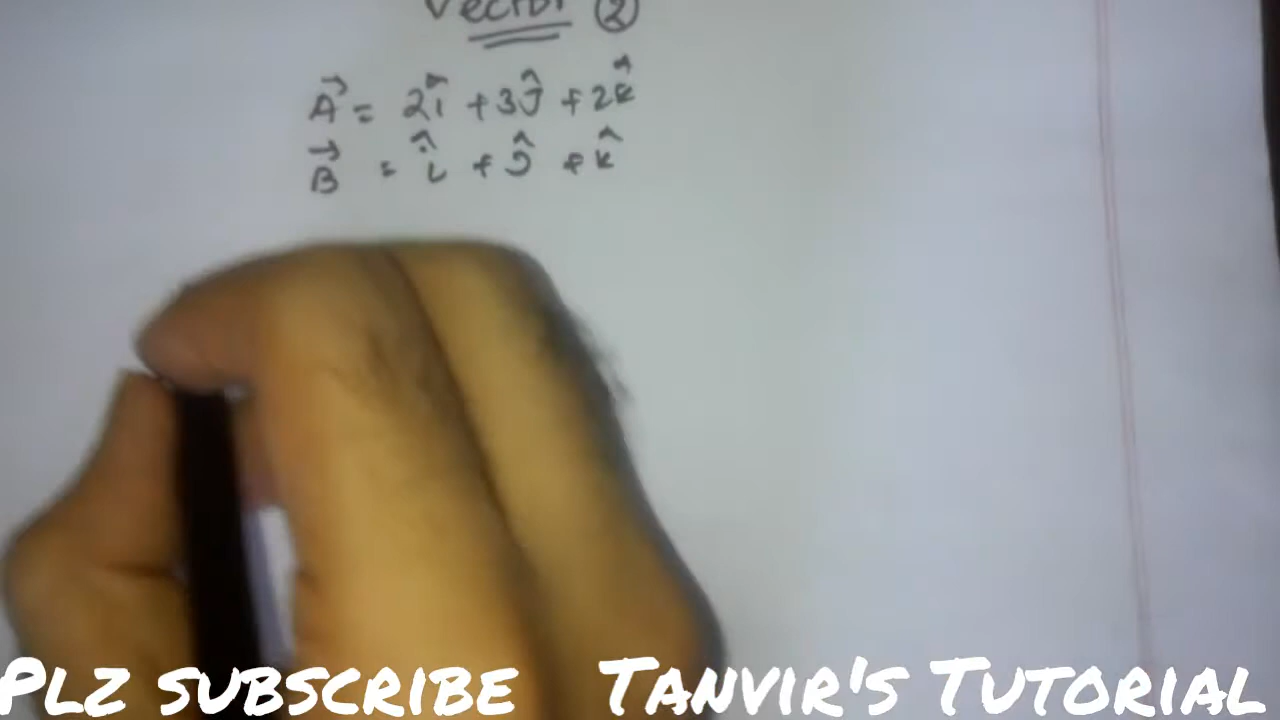 Vector ②
A⃗ = 2î + 3ĵ + 2k̂
B⃗ = î + ĵ + k̂
Plz subscribe Tanvir's Tutorial